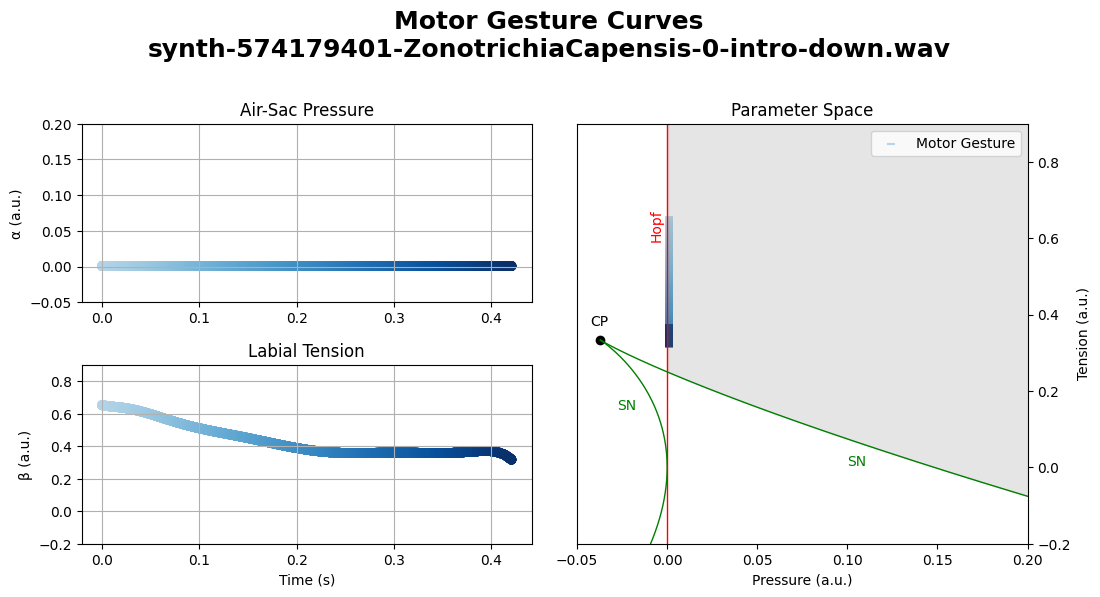 Motor Gesture Curves
synth-574179401-ZonotrichiaCapensis-0-intro-down.wav
Air-Sac Pressure
α (a.u.)
0.20
0.15
0.10
0.05
0.00
−0.05
0.0 0.1 0.2 0.3 0.4
Labial Tension
β (a.u.)
0.8
0.6
0.4
0.2
0.0
−0.2
0.0 0.1 0.2 0.3 0.4
Time (s)
Parameter Space
Motor Gesture
Hopf
CP
SN
SN
0.8
0.6
0.4
0.2
0.0
−0.2
Tension (a.u.)
−0.05 0.00 0.05 0.10 0.15 0.20
Pressure (a.u.)